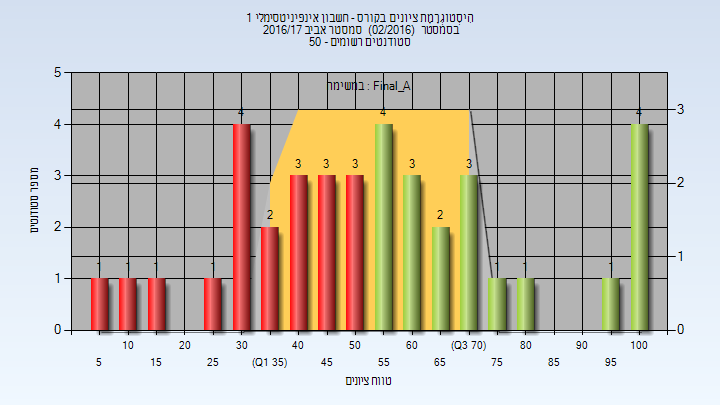 היסטוגרמת ציונים בקורס - חשבון אינפיניטסימלי 1
בסמסטר (02/2016) סמסטר אביב 2016/17
סטודנטים רשומים - 50
במשימה : Final_A
מספר סטודנטים
5
4
3
2
1
0
3
2
1
0
1 1 1 1 4 2 3 3 3 4 3 2 3 1 1 1 4
10 20 30 40 50 60 (Q3 70) 80 90 100
5 15 25 (Q1 35) 45 55 65 75 85 95
טווח ציונים